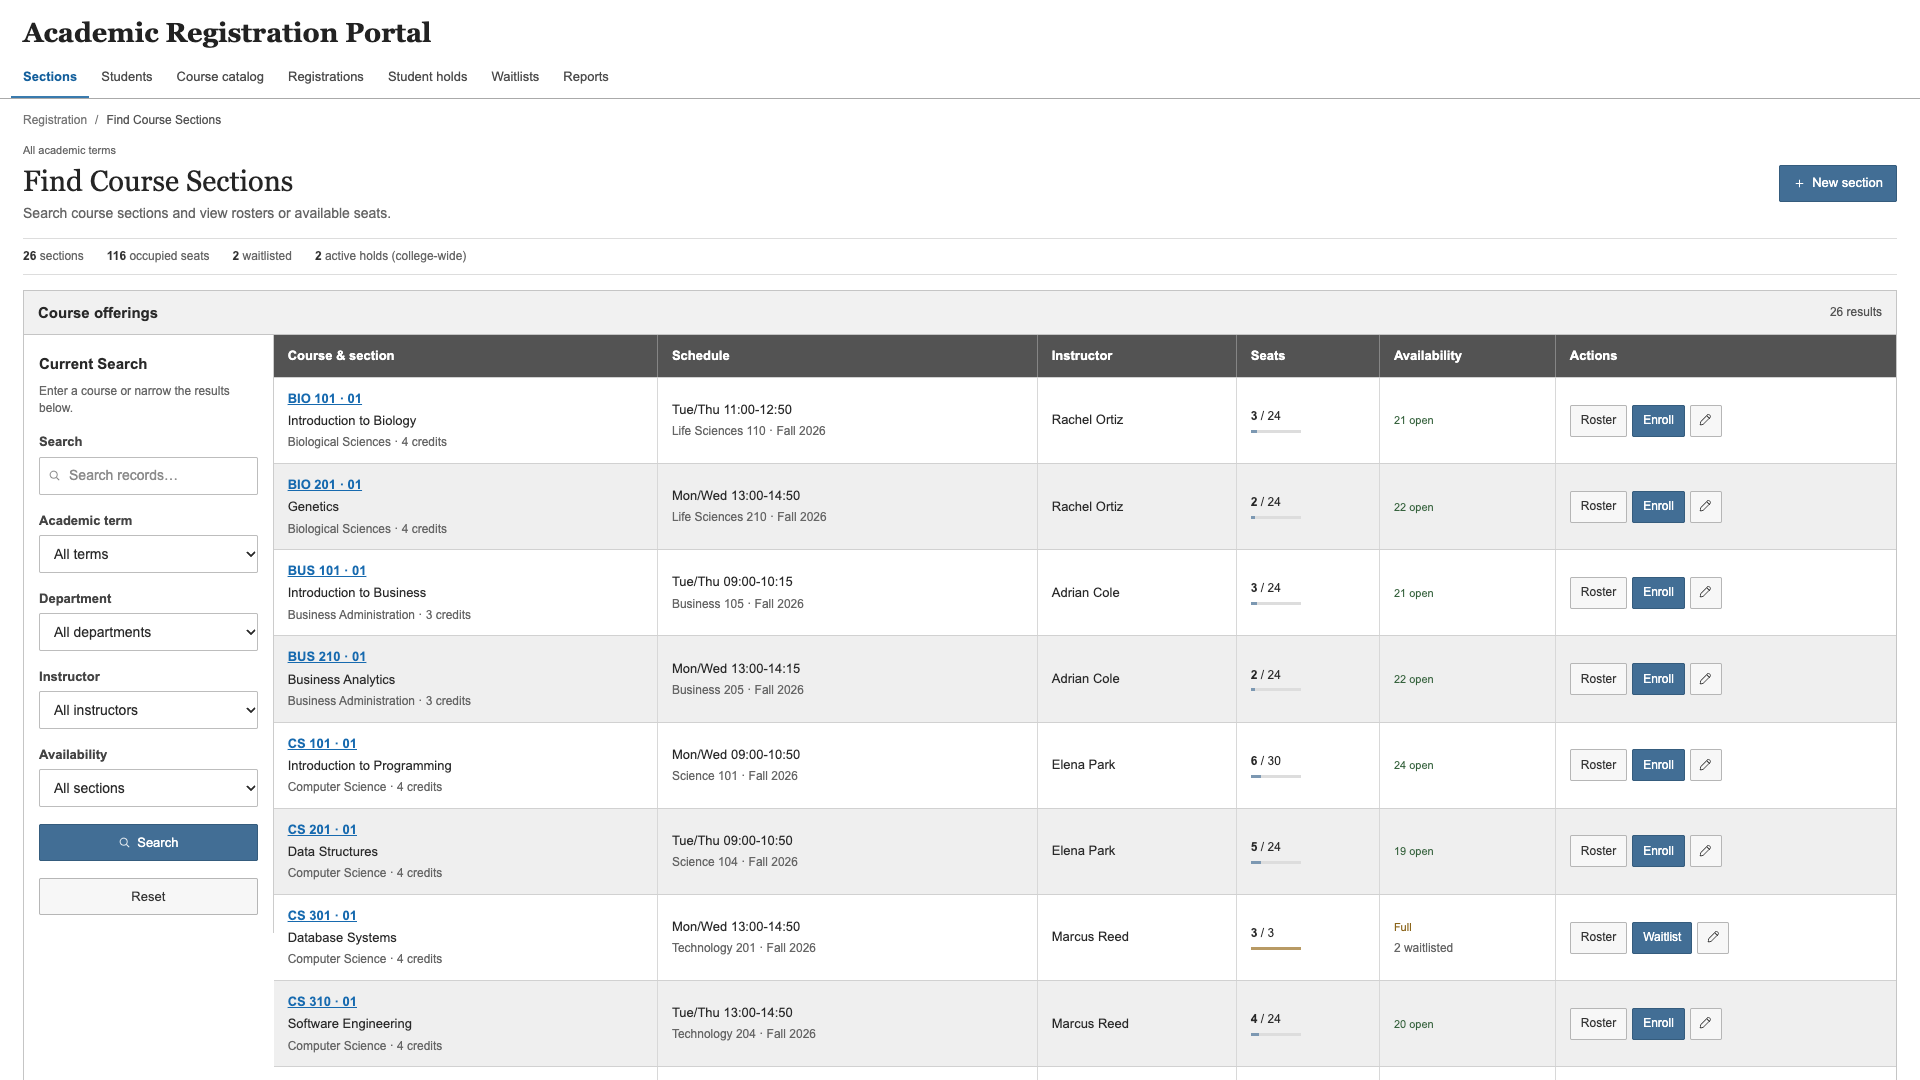 Academic Registration Portal
Sections Students Course catalog Registrations Student holds Waitlists Reports
Registration / Find Course Sections
All academic terms
Find Course Sections
+ New section
Search course sections and view rosters or available seats.
26 sections 116 occupied seats 2 waitlisted 2 active holds (college-wide)
Course offerings
26 results
Current Search
Enter a course or narrow the results
below.
Search
Search records…
Academic term
All terms
Department
All departments
Instructor
All instructors
Availability
All sections
Search
Reset
Course & section Schedule Instructor Seats Availability Actions
BIO 101 · 01
Introduction to Biology
Biological Sciences · 4 credits
Tue/Thu 11:00-12:50
Life Sciences 110 · Fall 2026
Rachel Ortiz
3 / 24
21 open
Roster Enroll
BIO 201 · 01
Genetics
Biological Sciences · 4 credits
Mon/Wed 13:00-14:50
Life Sciences 210 · Fall 2026
Rachel Ortiz
2 / 24
22 open
Roster Enroll
BUS 101 · 01
Introduction to Business
Business Administration · 3 credits
Tue/Thu 09:00-10:15
Business 105 · Fall 2026
Adrian Cole
3 / 24
21 open
Roster Enroll
BUS 210 · 01
Business Analytics
Business Administration · 3 credits
Mon/Wed 13:00-14:15
Business 205 · Fall 2026
Adrian Cole
2 / 24
22 open
Roster Enroll
CS 101 · 01
Introduction to Programming
Computer Science · 4 credits
Mon/Wed 09:00-10:50
Science 101 · Fall 2026
Elena Park
6 / 30
24 open
Roster Enroll
CS 201 · 01
Data Structures
Computer Science · 4 credits
Tue/Thu 09:00-10:50
Science 104 · Fall 2026
Elena Park
5 / 24
19 open
Roster Enroll
CS 301 · 01
Database Systems
Computer Science · 4 credits
Mon/Wed 13:00-14:50
Technology 201 · Fall 2026
Marcus Reed
3 / 3
Full
2 waitlisted
Roster Waitlist
CS 310 · 01
Software Engineering
Computer Science · 4 credits
Tue/Thu 13:00-14:50
Technology 204 · Fall 2026
Marcus Reed
4 / 24
20 open
Roster Enroll